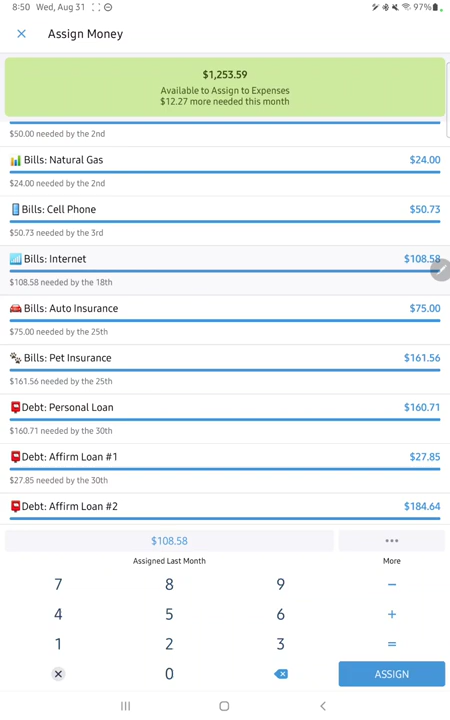 8:50 Wed, Aug 31 97%
Assign Money
$1,253.59
Available to Assign to Expenses
$12.27 more needed this month
$50.00 needed by the 2nd
Bills: Natural Gas $24.00
$24.00 needed by the 2nd
Bills: Cell Phone $50.73
$50.73 needed by the 3rd
Bills: Internet $108.58
$108.58 needed by the 18th
Bills: Auto Insurance $75.00
$75.00 needed by the 25th
Bills: Pet Insurance $161.56
$161.56 needed by the 25th
Debt: Personal Loan $160.71
$160.71 needed by the 30th
Debt: Affirm Loan #1 $27.85
$27.85 needed by the 30th
Debt: Affirm Loan #2 $184.64
$108.58 •••
Assigned Last Month More
7 8 9 −
4 5 6 +
1 2 3 =
0 ASSIGN